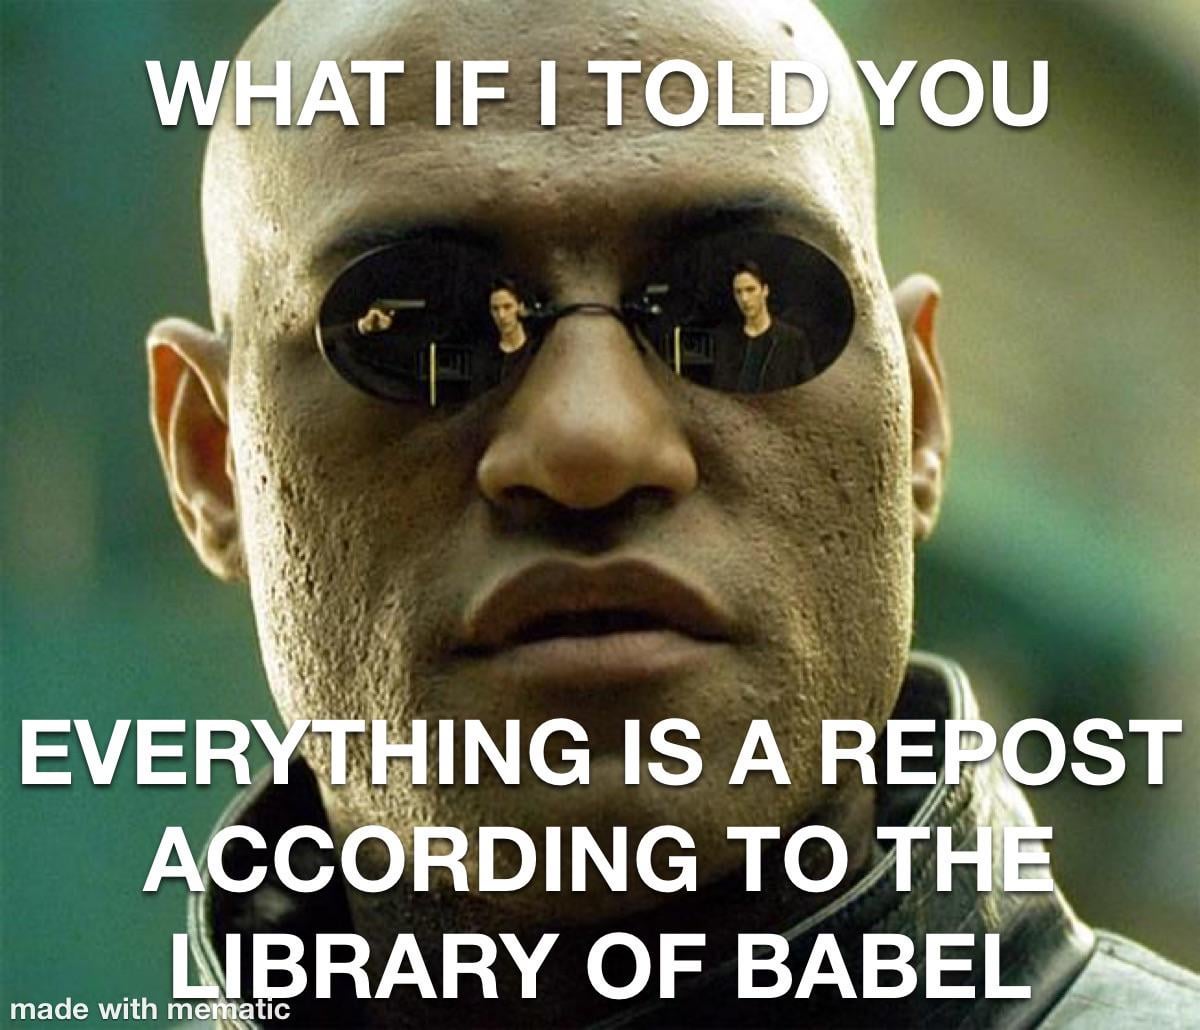 WHAT IF I TOLD YOU
EVERYTHING IS A REPOST
ACCORDING TO THE
LIBRARY OF BABEL
made with mematic